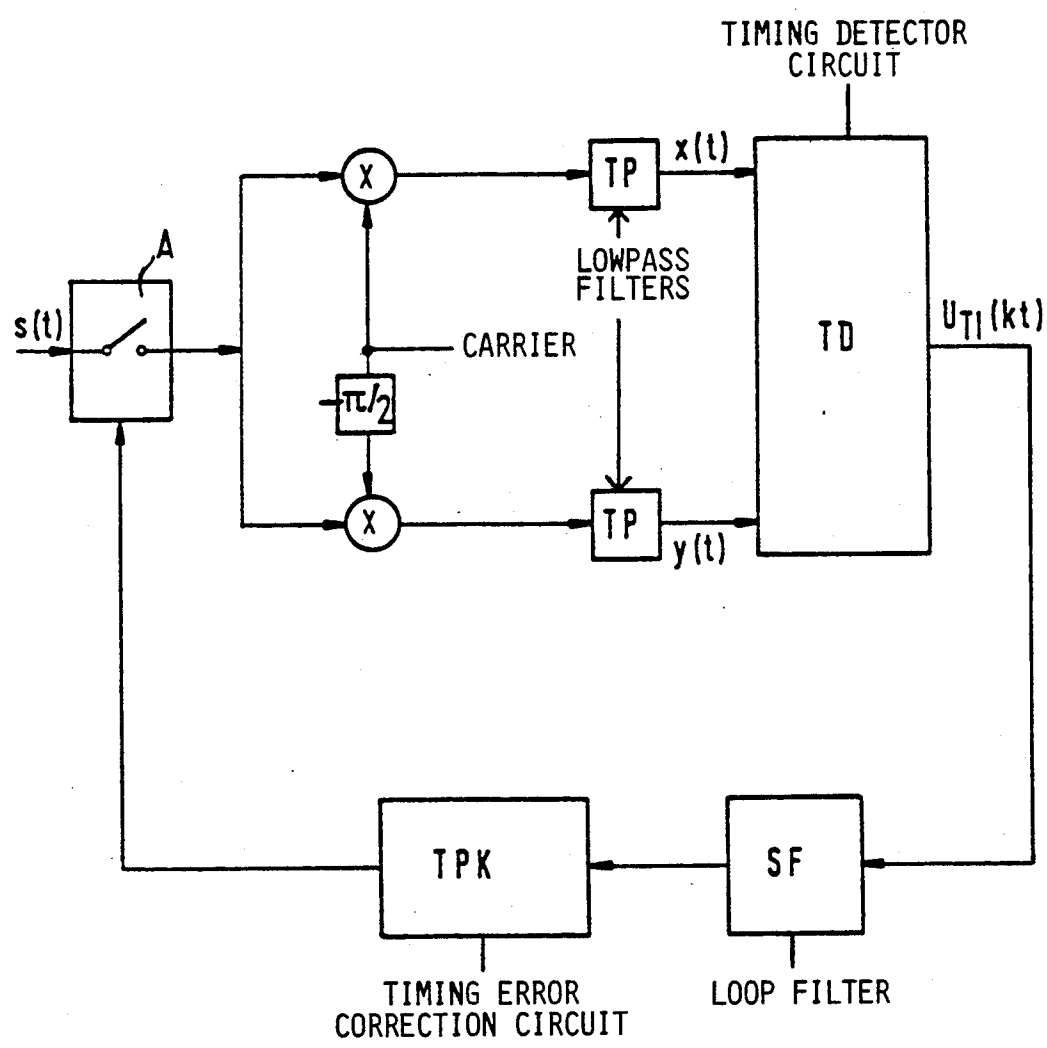 TIMING DETECTOR
CIRCUIT
X
TP
x(t)
A
LOWPASS
FILTERS
s(t)
CARRIER
TD
U_TI(kt)
-π/2
X
TP
y(t)
TPK
SF
TIMING ERROR
CORRECTION CIRCUIT
LOOP FILTER